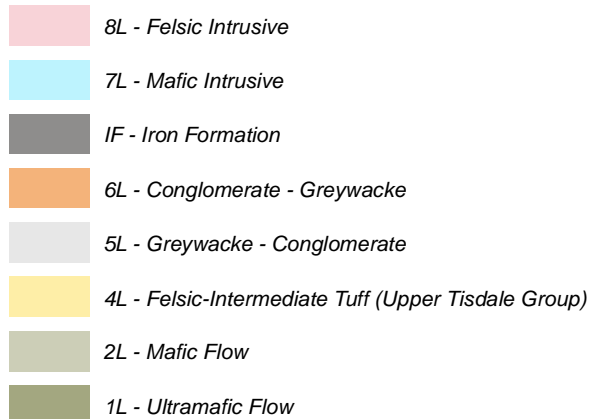 8L - Felsic Intrusive
7L - Mafic Intrusive
IF - Iron Formation
6L - Conglomerate - Greywacke
5L - Greywacke - Conglomerate
4L - Felsic-Intermediate Tuff (Upper Tisdale Group)
2L - Mafic Flow
1L - Ultramafic Flow